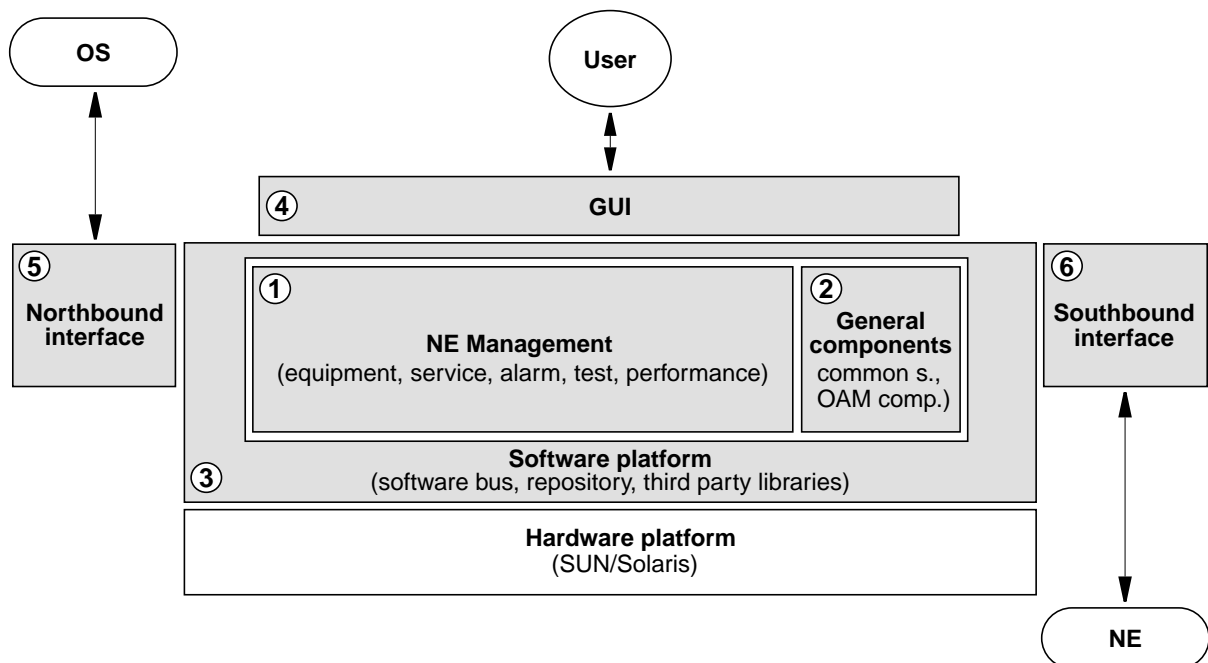 OS
User
4
GUI
5
Northbound
interface
1
NE Management
(equipment, service, alarm, test, performance)
2
General
components
common s.,
OAM comp.)
6
Southbound
interface
3
Software platform
(software bus, repository, third party libraries)
Hardware platform
(SUN/Solaris)
NE